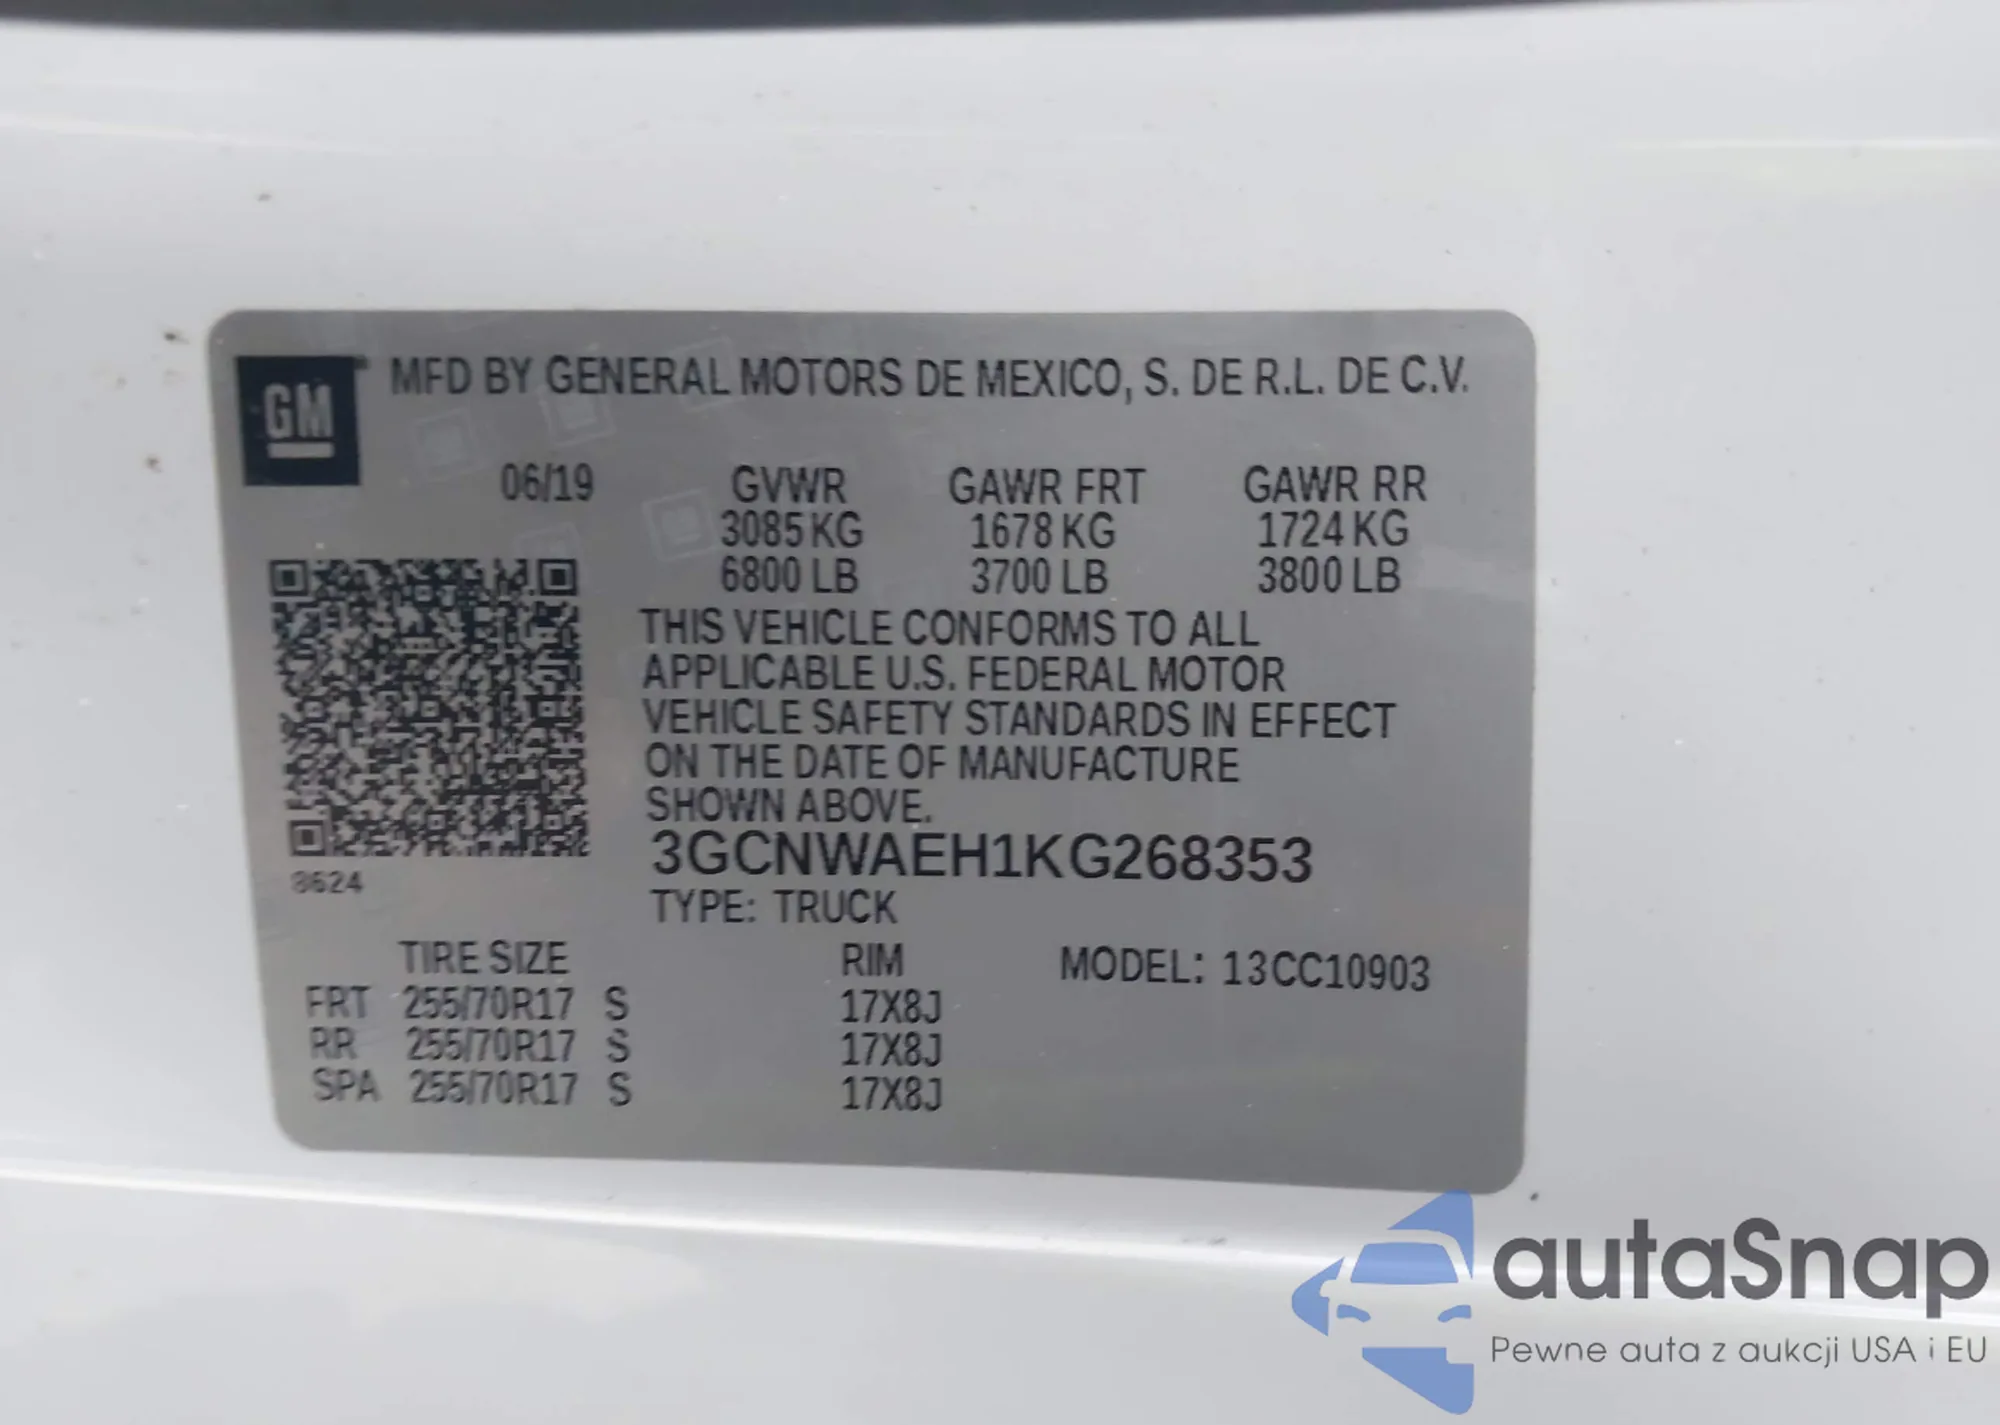 GM MFD BY GENERAL MOTORS DE MEXICO, S. DE R.L. DE C.V.
06/19 GVWR GAWR FRT GAWR RR
3085 KG 1678 KG 1724 KG
6800 LB 3700 LB 3800 LB
THIS VEHICLE CONFORMS TO ALL
APPLICABLE U.S. FEDERAL MOTOR
VEHICLE SAFETY STANDARDS IN EFFECT
ON THE DATE OF MANUFACTURE
SHOWN ABOVE.
3GCNWAEH1KG268353
8624
TYPE: TRUCK
TIRE SIZE RIM MODEL: 13CC10903
FRT 255/70R17 S 17X8J
RR 255/70R17 S 17X8J
SPA 255/70R17 S 17X8J
autaSnap
Pewne auta z aukcji USA i EU